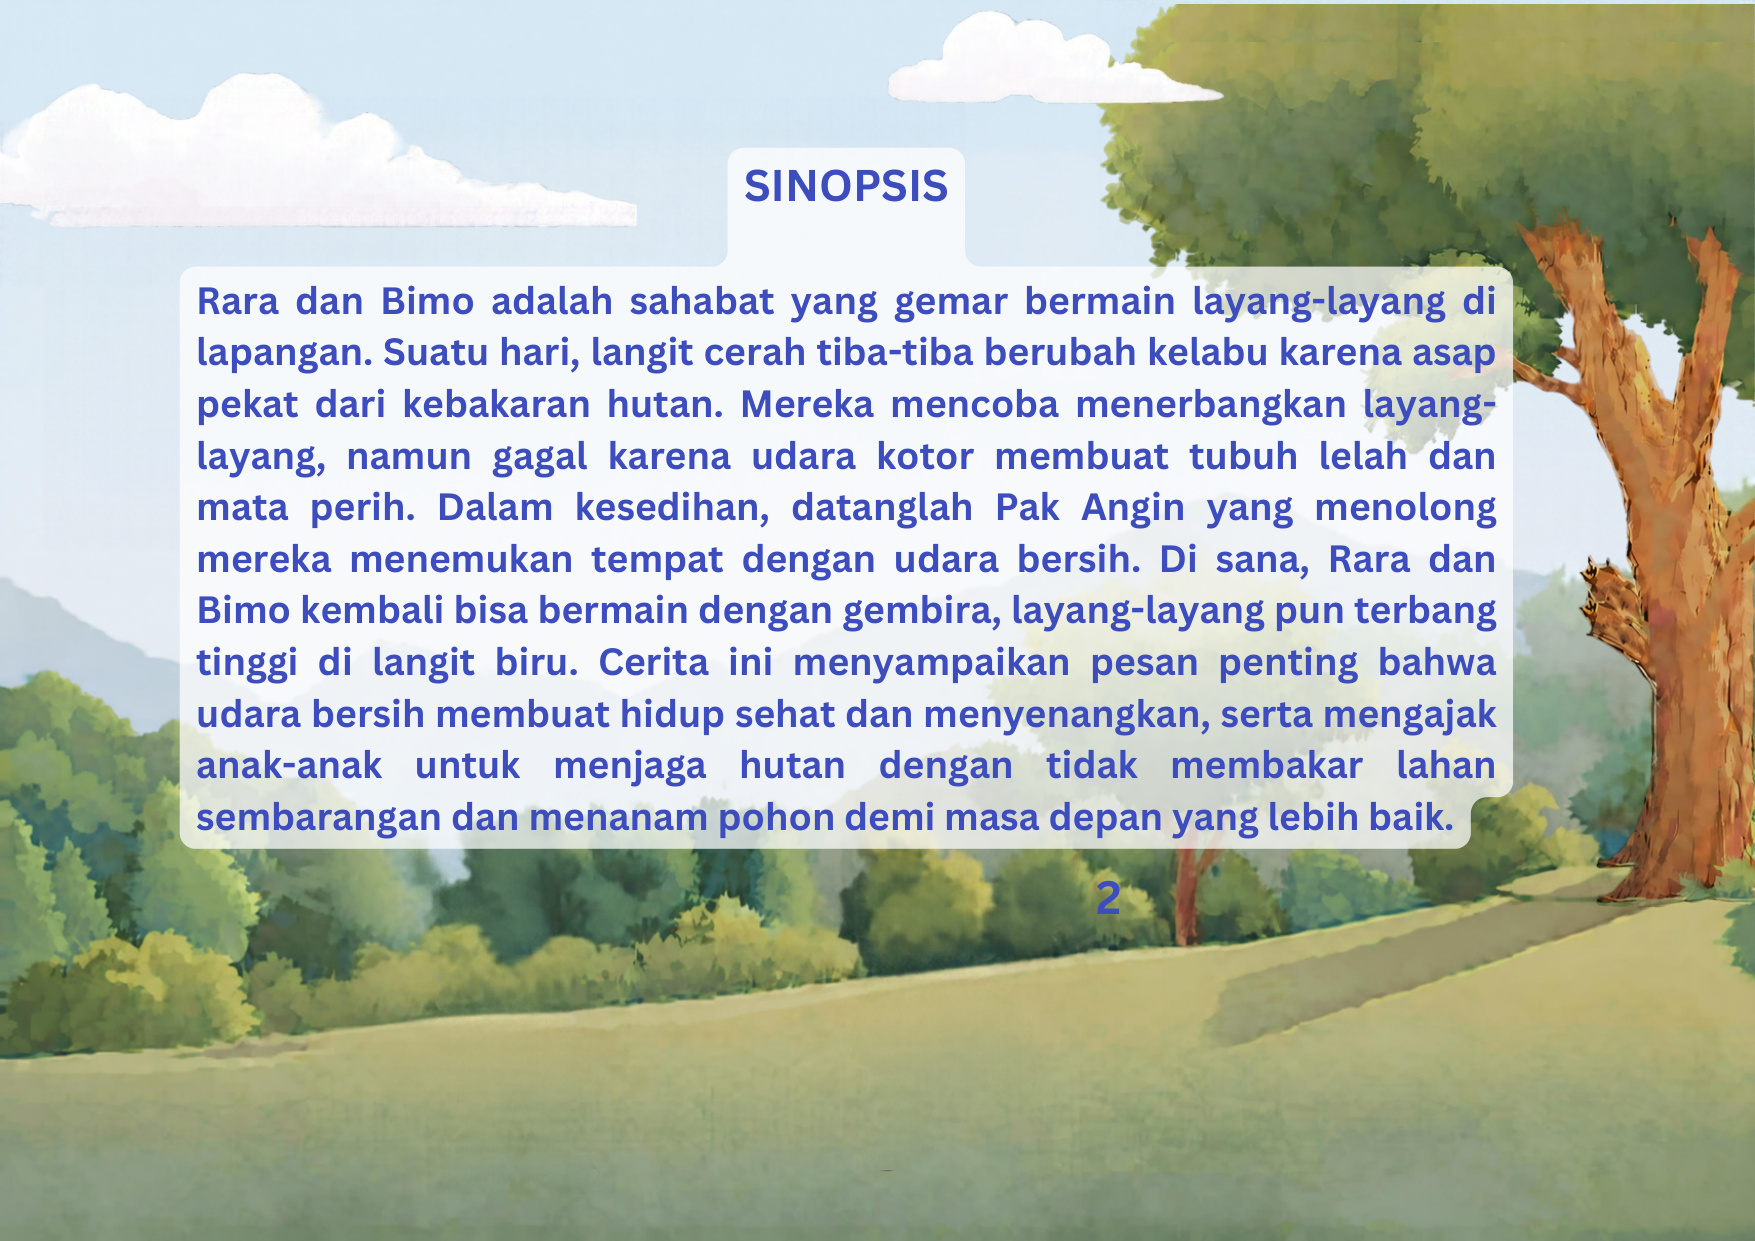 SINOPSIS
Rara dan Bimo adalah sahabat yang gemar bermain layang-layang di
lapangan. Suatu hari, langit cerah tiba-tiba berubah kelabu karena asap
pekat dari kebakaran hutan. Mereka mencoba menerbangkan layang-
layang, namun gagal karena udara kotor membuat tubuh lelah dan
mata perih. Dalam kesedihan, datanglah Pak Angin yang menolong
mereka menemukan tempat dengan udara bersih. Di sana, Rara dan
Bimo kembali bisa bermain dengan gembira, layang-layang pun terbang
tinggi di langit biru. Cerita ini menyampaikan pesan penting bahwa
udara bersih membuat hidup sehat dan menyenangkan, serta mengajak
anak-anak untuk menjaga hutan dengan tidak membakar lahan
sembarangan dan menanam pohon demi masa depan yang lebih baik.
2